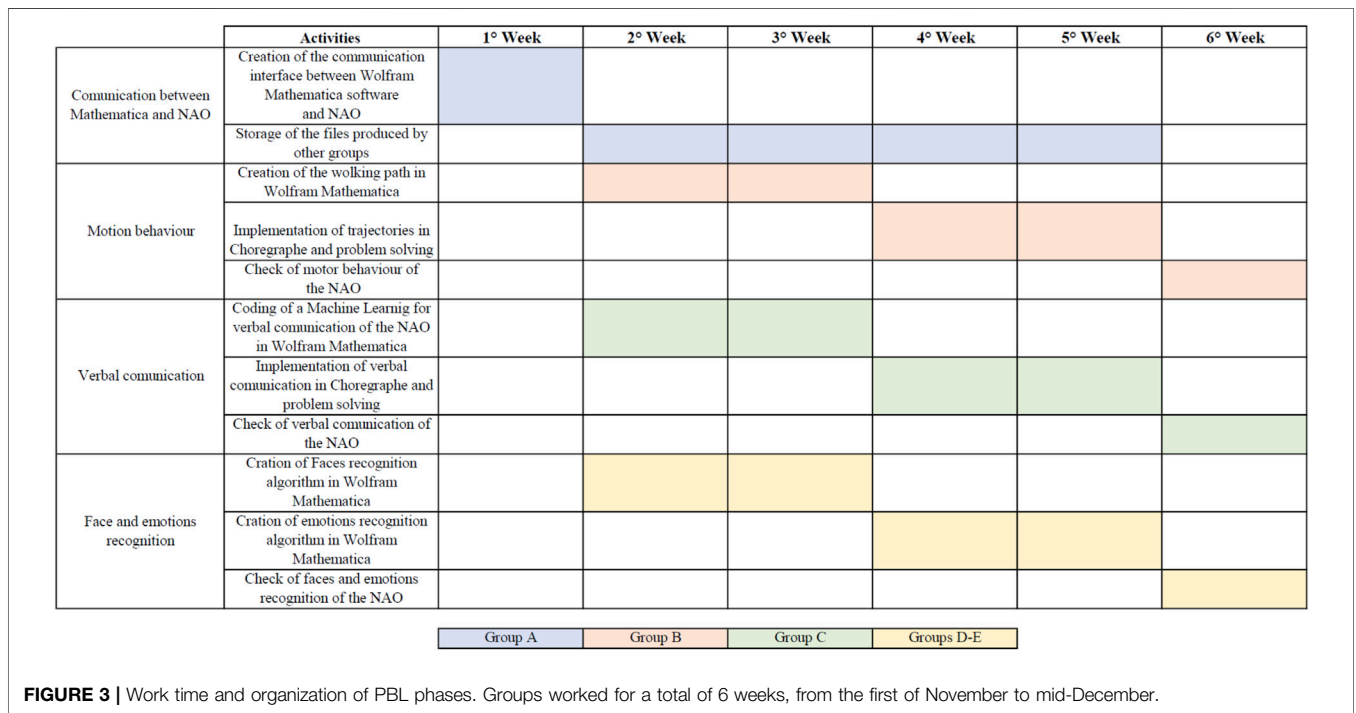 Activities 1° Week 2° Week 3° Week 4° Week 5° Week 6° Week
Comunication between
Mathematica and NAO
Creation of the communication
interface between Wolfram
Mathematica software
and NAO
Storage of the files produced by
other groups
Motion behaviour
Creation of the wolking path in
Wolfram Mathematica
Implementation of trajectories in
Choregraphe and problem solving
Check of motor behaviour of
the NAO
Verbal comunication
Coding of a Machine Learnig for
verbal comunication of the NAO
in Wolfram Mathematica
Implementation of verbal
comunication in Choregraphe and
problem solving
Check of verbal comunication of
the NAO
Face and emotions
recognition
Cration of Faces recognition
algorithm in Wolfram
Mathematica
Cration of emotions recognition
algorithm in Wolfram
Mathematica
Check of faces and emotions
recognition of the NAO
Group A Group B Group C Groups D-E
FIGURE 3 | Work time and organization of PBL phases. Groups worked for a total of 6 weeks, from the first of November to mid-December.